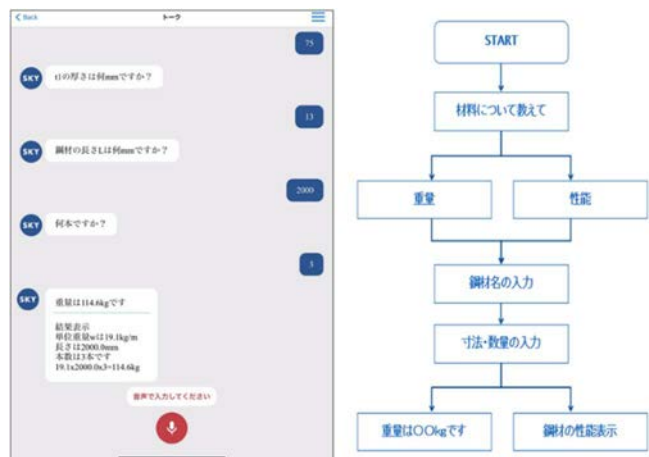 Back
トーク
75
SKY
t1の厚さは何mmですか？
13
SKY
鋼材の長さLは何mmですか？
2000
SKY
何本ですか？
3
SKY
重量は114.6kgです
結果表示
単位重量wは19.1kg/m
長さは2000.0mm
本数は3本です
19.1x2000.0x3=114.6kg
音声で入力してください
START
材料について教えて
重量
性能
鋼材名の入力
寸法・数量の入力
重量は〇〇kgです
鋼材の性能表示